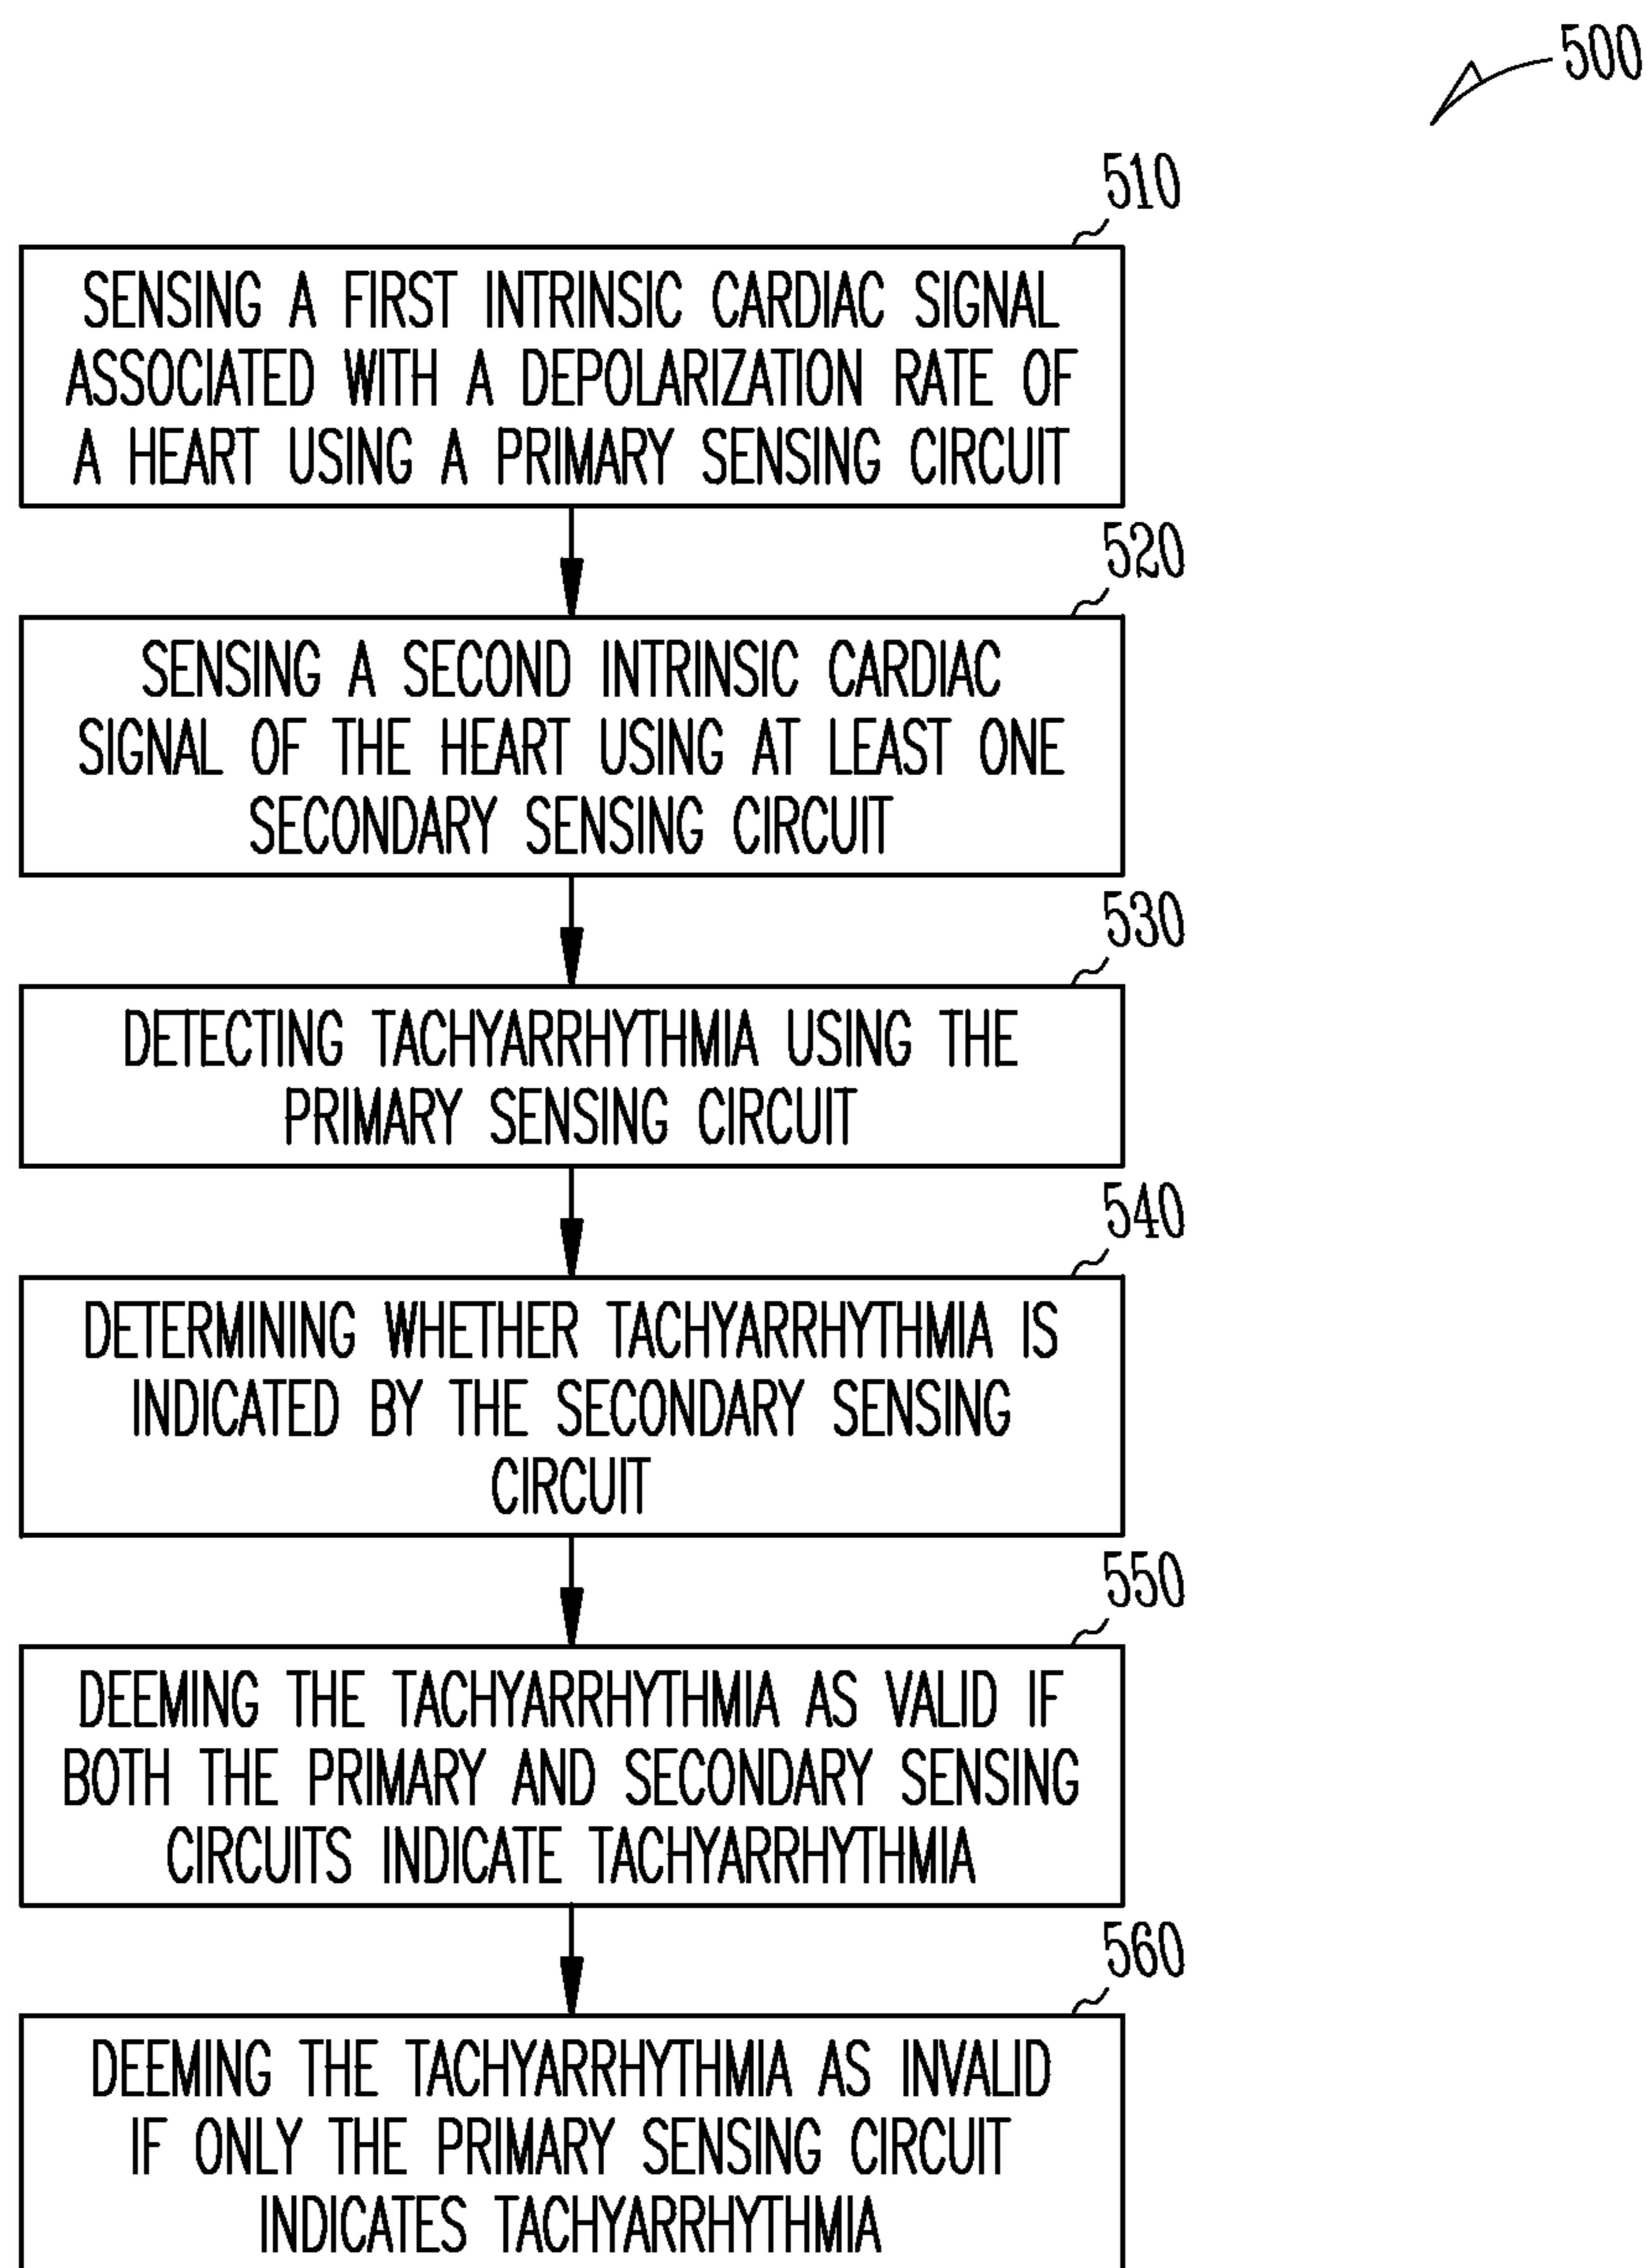 500
510
SENSING A FIRST INTRINSIC CARDIAC SIGNAL
ASSOCIATED WITH A DEPOLARIZATION RATE OF
A HEART USING A PRIMARY SENSING CIRCUIT
520
SENSING A SECOND INTRINSIC CARDIAC
SIGNAL OF THE HEART USING AT LEAST ONE
SECONDARY SENSING CIRCUIT
530
DETECTING TACHYARRHYTHMIA USING THE
PRIMARY SENSING CIRCUIT
540
DETERMINING WHETHER TACHYARRHYTHMIA IS
INDICATED BY THE SECONDARY SENSING
CIRCUIT
550
DEEMING THE TACHYARRHYTHMIA AS VALID IF
BOTH THE PRIMARY AND SECONDARY SENSING
CIRCUITS INDICATE TACHYARRHYTHMIA
560
DEEMING THE TACHYARRHYTHMIA AS INVALID
IF ONLY THE PRIMARY SENSING CIRCUIT
INDICATES TACHYARRHYTHMIA